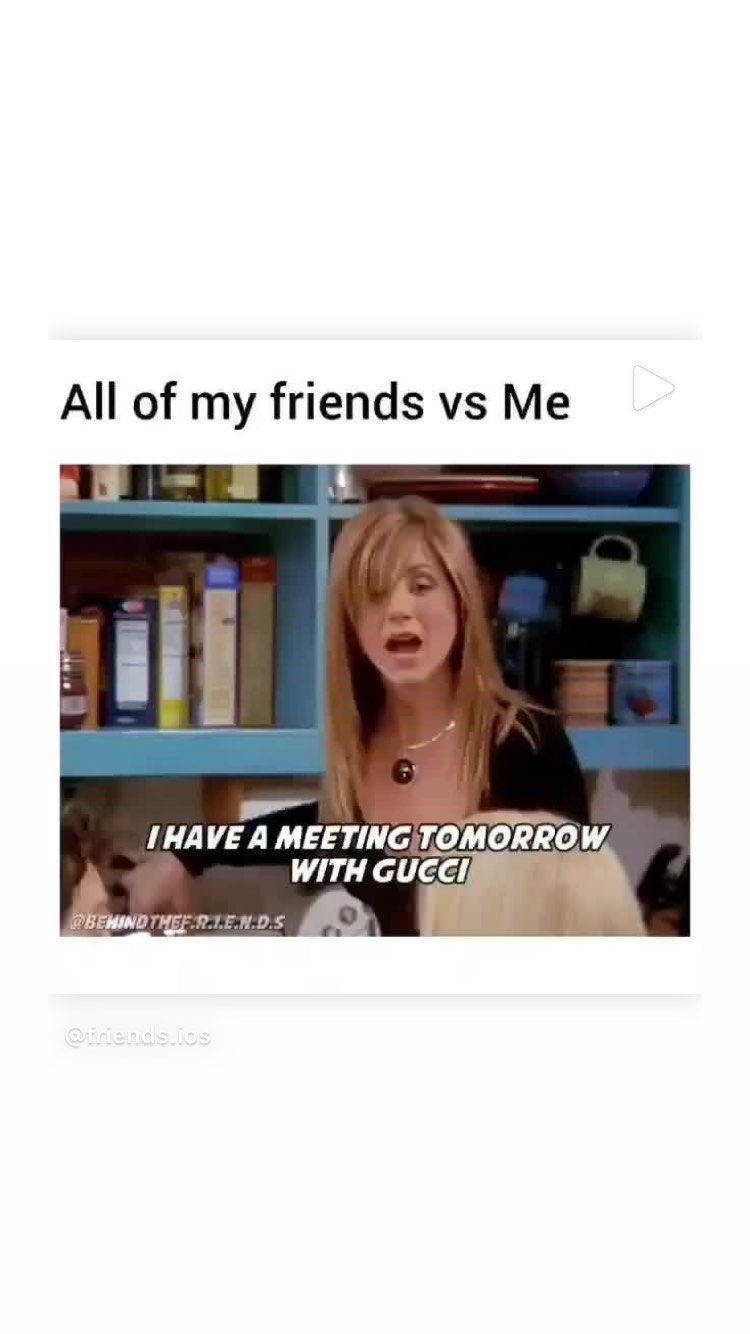 All of my friends vs Me
I HAVE A MEETING TOMORROW
WITH GUCCI
@BEHINDTHEF.R.I.E.N.D.S
@friends.ios